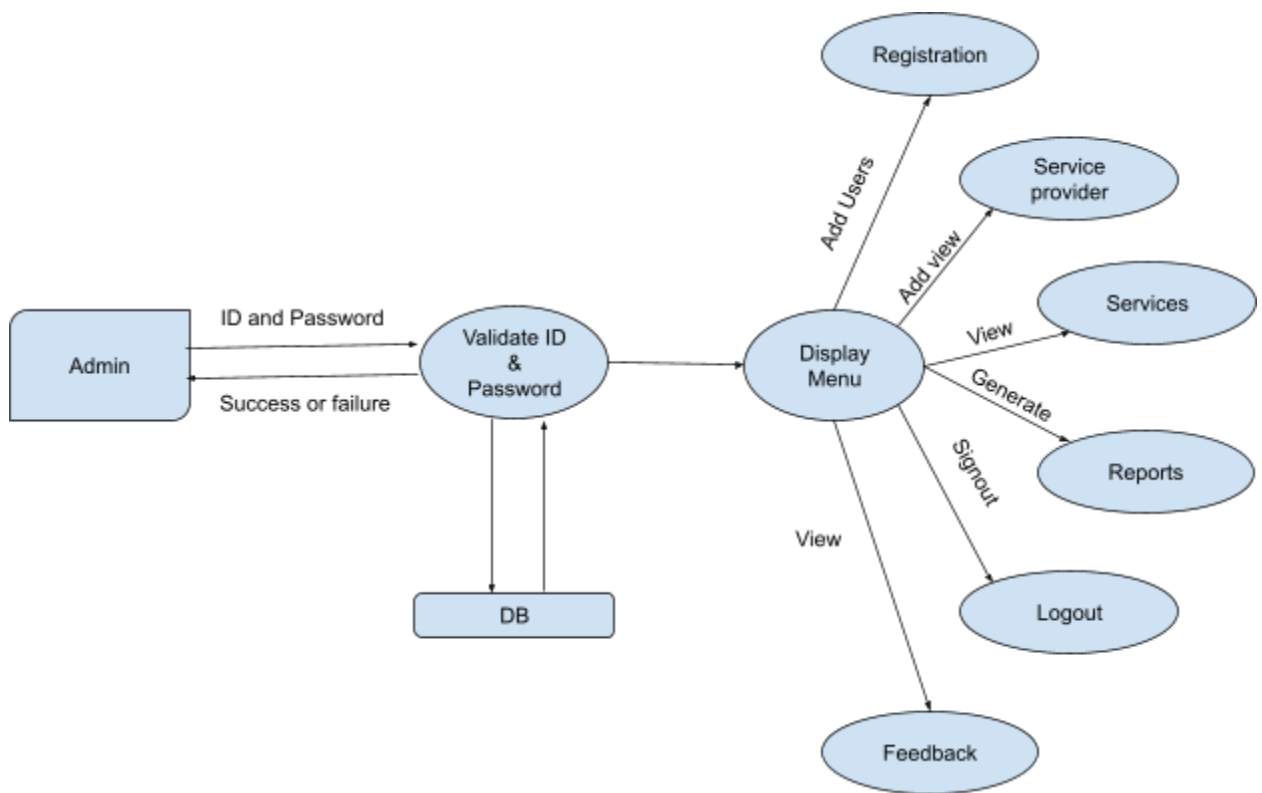 Registration
Add Users
Service
provider
Add view
Services
View
ID and Password
Admin
Validate ID
&
Password
Display
Menu
Generate
Success or failure
Reports
Signout
View
DB
Logout
Feedback